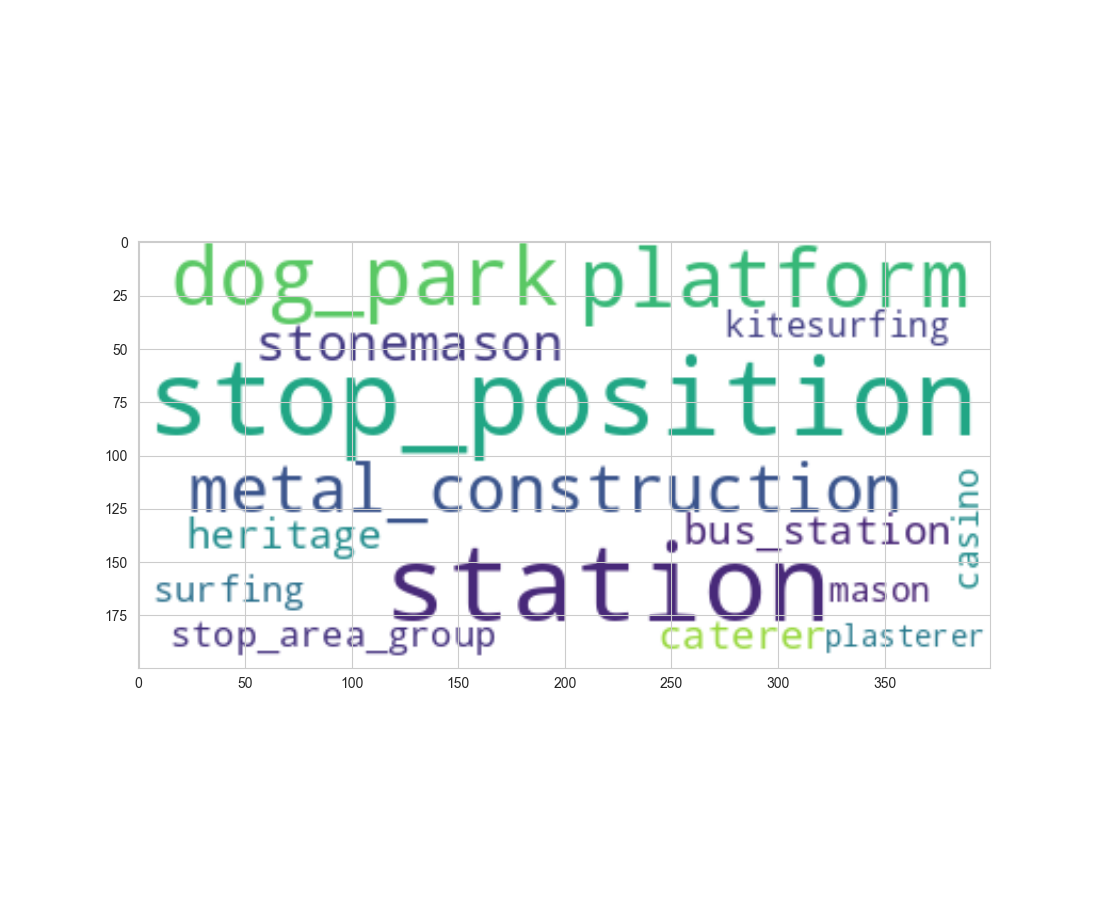 0
dog_park platform
25
kitesurfing
stonemason
50
stop_position
75
100
metal_construction
casino
125
heritage bus_station
150
station
surfing mason
175
stop_area_group caterer plasterer
0 50 100 150 200 250 300 350